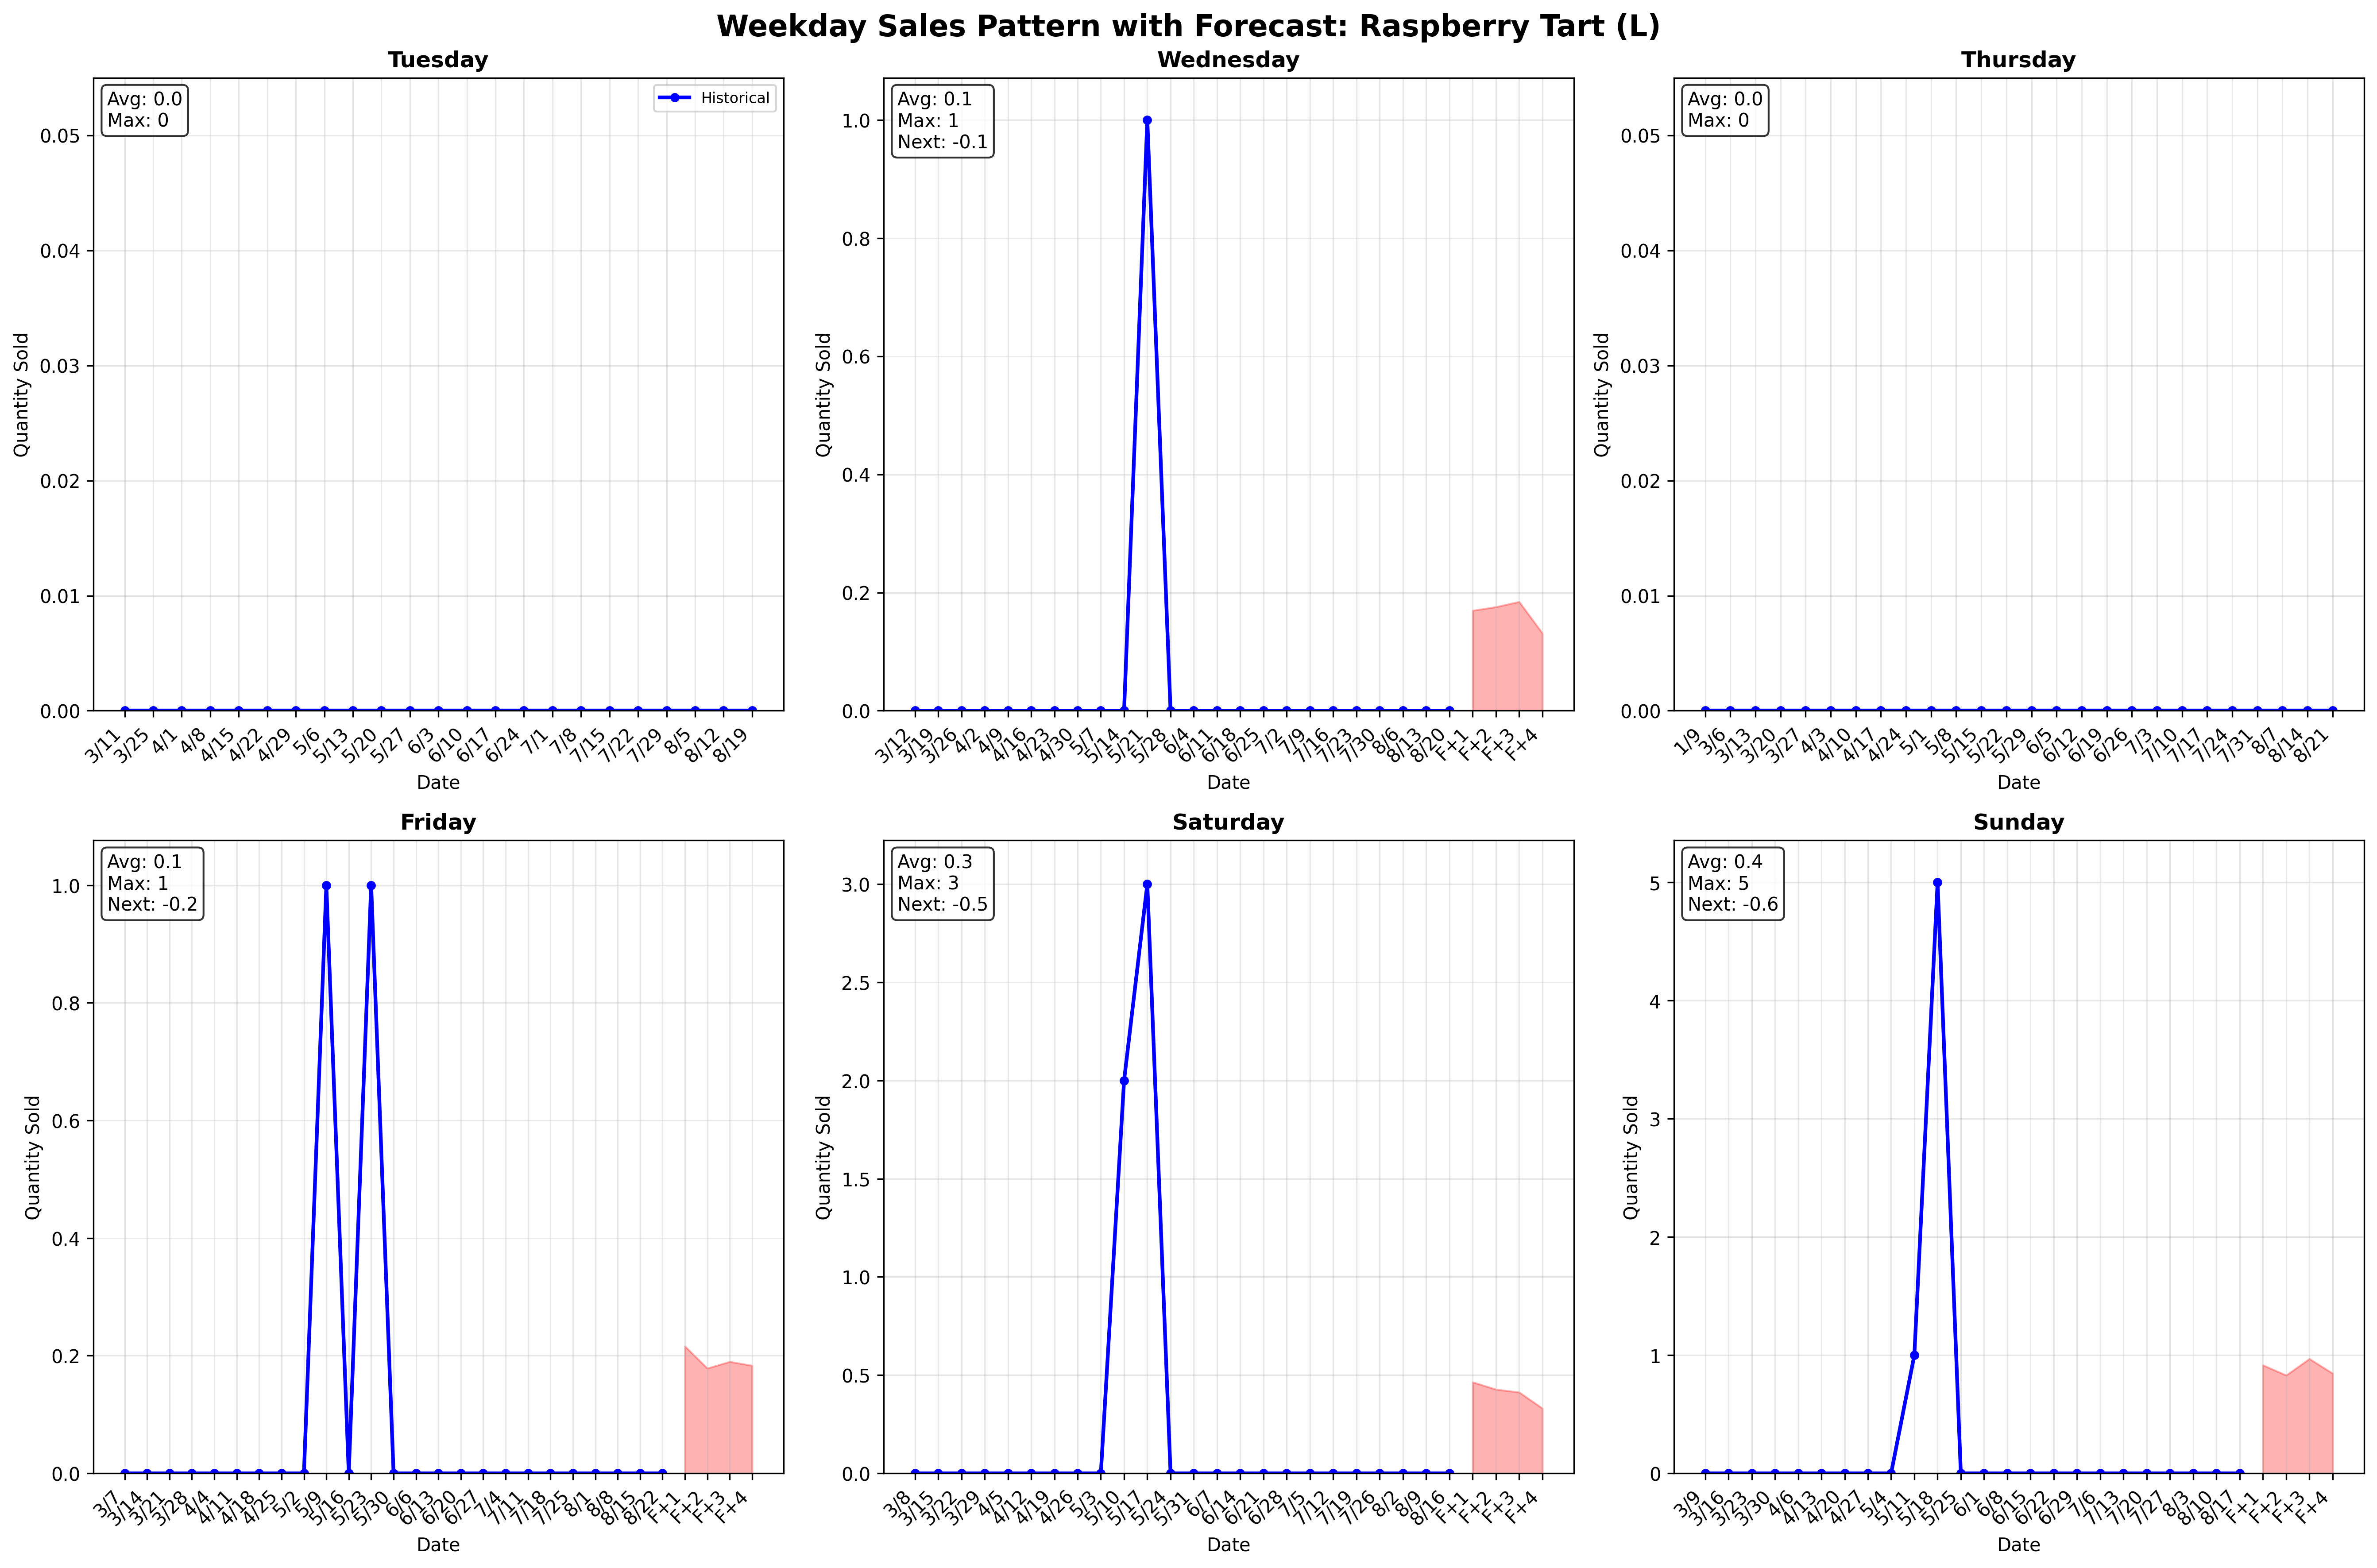 Weekday Sales Pattern with Forecast: Raspberry Tart (L)
Tuesday
Avg: 0.0
Max: 0
Historical
Quantity Sold
0.05
0.04
0.03
0.02
0.01
0.00
3/11 3/25 4/1 4/8 4/15 4/22 4/29 5/6 5/13 5/20 5/27 6/3 6/10 6/17 6/24 7/1 7/8 7/15 7/22 7/29 8/5 8/12 8/19
Date
Wednesday
Avg: 0.1
Max: 1
Next: -0.1
Quantity Sold
1.0
0.8
0.6
0.4
0.2
0.0
3/12 3/19 3/26 4/2 4/9 4/16 4/23 4/30 5/7 5/14 5/21 5/28 6/4 6/11 6/18 6/25 7/2 7/9 7/16 7/23 7/30 8/6 8/13 8/20 F+1 F+2 F+3 F+4
Date
Thursday
Avg: 0.0
Max: 0
Quantity Sold
0.05
0.04
0.03
0.02
0.01
0.00
1/9 3/6 3/13 3/20 3/27 4/3 4/10 4/17 4/24 5/1 5/8 5/15 5/22 5/29 6/5 6/12 6/19 6/26 7/3 7/10 7/17 7/24 7/31 8/7 8/14 8/21
Date
Friday
Avg: 0.1
Max: 1
Next: -0.2
Quantity Sold
1.0
0.8
0.6
0.4
0.2
0.0
3/7 3/14 3/21 3/28 4/4 4/11 4/18 4/25 5/2 5/9 5/16 5/23 5/30 6/6 6/13 6/20 6/27 7/4 7/11 7/18 7/25 8/1 8/8 8/15 8/22 F+1 F+2 F+3 F+4
Date
Saturday
Avg: 0.3
Max: 3
Next: -0.5
Quantity Sold
3.0
2.5
2.0
1.5
1.0
0.5
0.0
3/8 3/15 3/22 3/29 4/5 4/12 4/19 4/26 5/3 5/10 5/17 5/24 5/31 6/7 6/14 6/21 6/28 7/5 7/12 7/19 7/26 8/2 8/9 8/16 F+1 F+2 F+3 F+4
Date
Sunday
Avg: 0.4
Max: 5
Next: -0.6
Quantity Sold
5
4
3
2
1
0
3/9 3/16 3/23 3/30 4/6 4/13 4/20 4/27 5/4 5/11 5/18 5/25 6/1 6/8 6/15 6/22 6/29 7/6 7/13 7/20 7/27 8/3 8/10 8/17 F+1 F+2 F+3 F+4
Date